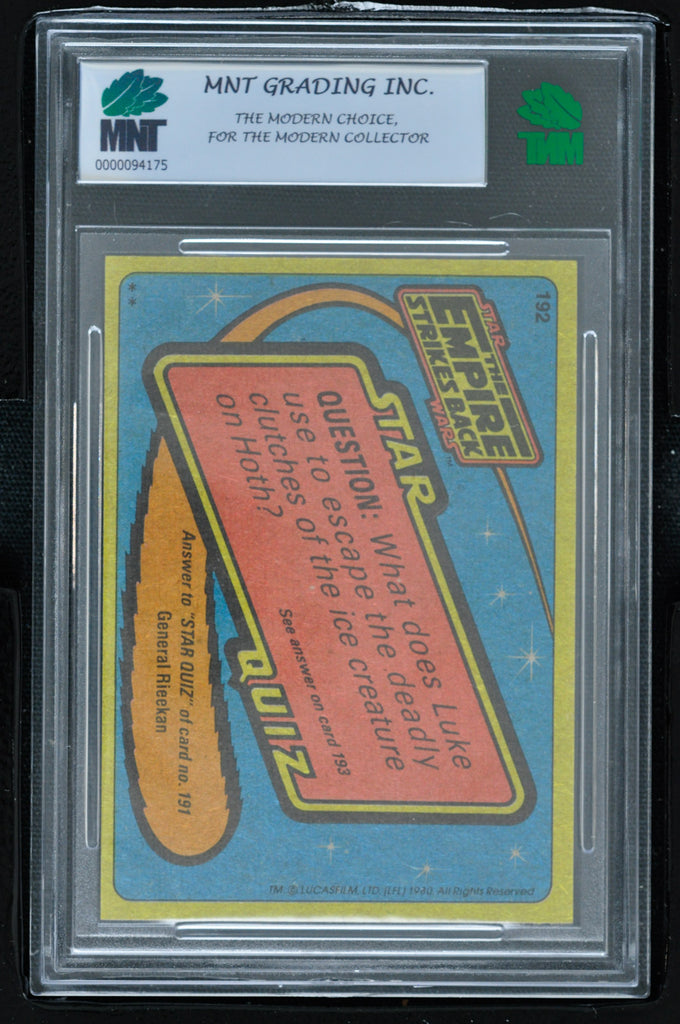 MNT
0000094175
MNT GRADING INC.
THE MODERN CHOICE,
FOR THE MODERN COLLECTOR
MNT
192
STAR
THE
EMPIRE
STRIKES BACK
WARS™
STAR
QUESTION: What does Luke
use to escape the deadly
clutches of the ice creature
on Hoth?
See answer on card 193
QUIZ
Answer to "STAR QUIZ" of card no. 191
General Rieekan
TM. © LUCASFILM, LTD. (LFL) 1980. All Rights Reserved
* *